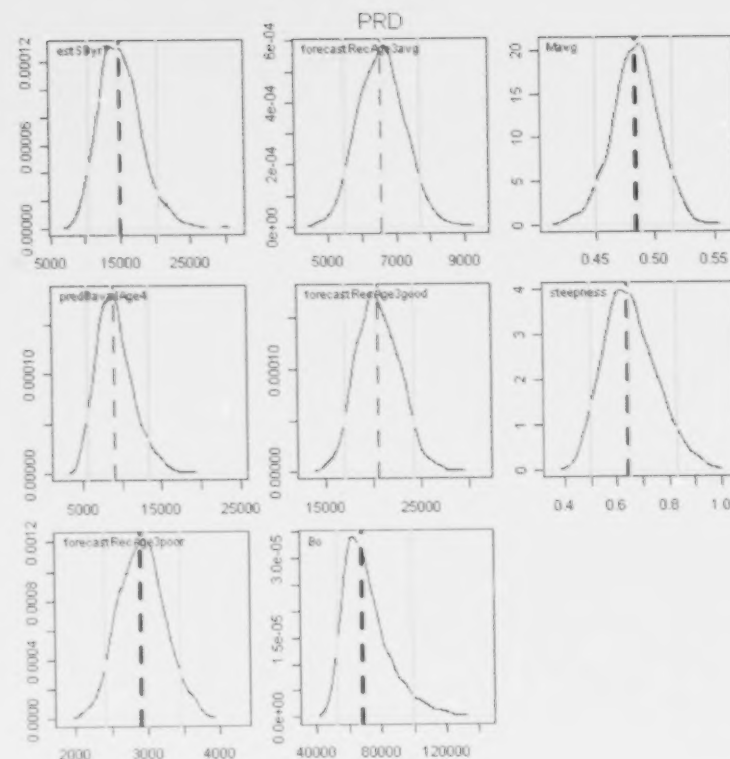 PRD
estSByr
forecastRecAge3avg
Mavg
0.00000 0.00006 0.00012
0e+00 2e-04 4e-04 6e-04
0 5 10 15 20
5000 15000 25000
5000 7000 9000
0.45 0.50 0.55
forecastRecAge3good
steepness
0.00000 0.00010
0.00000 0.00010
0 1 2 3 4
5000 15000 25000
15000 25000
0.4 0.6 0.8 1.0
forecastRecAge3poor
Bo
0.0000 0.0004 0.0008 0.0012
0.0e+00 1.5e-05 3.0e-05
2000 3000 4000
40000 80000 120000